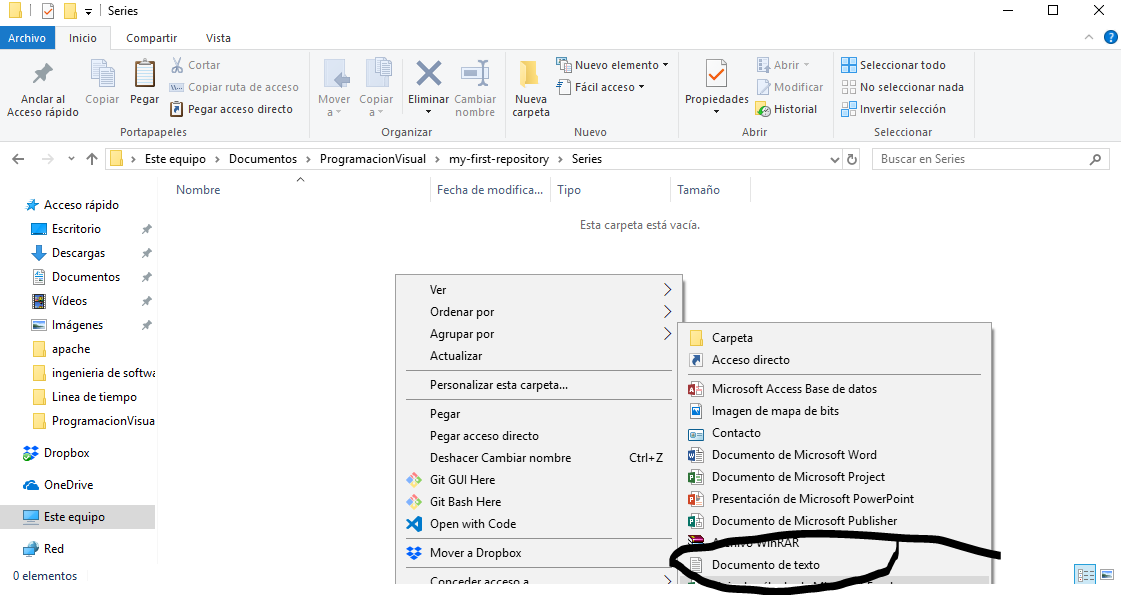 Series
Archivo Inicio Compartir Vista
Anclar al
Acceso rápido
Copiar
Pegar
Cortar
Copiar ruta de acceso
Pegar acceso directo
Portapapeles
Mover
a
Copiar
a
Eliminar
Cambiar
nombre
Organizar
Nueva
carpeta
Nuevo elemento
Fácil acceso
Nuevo
Propiedades
Abrir
Modificar
Historial
Abrir
Seleccionar todo
No seleccionar nada
Invertir selección
Seleccionar
Este equipo > Documentos > ProgramacionVisual > my-first-repository > Series
Buscar en Series
Nombre Fecha de modifica... Tipo Tamaño
Esta carpeta está vacía.
Acceso rápido
Escritorio
Descargas
Documentos
Vídeos
Imágenes
apache
ingenieria de softwa
Linea de tiempo
ProgramacionVisua
Dropbox
OneDrive
Este equipo
Red
0 elementos
Ver
Ordenar por
Agrupar por
Actualizar
Personalizar esta carpeta...
Pegar
Pegar acceso directo
Deshacer Cambiar nombre Ctrl+Z
Git GUI Here
Git Bash Here
Open with Code
Mover a Dropbox
Conceder acceso a
Carpeta
Acceso directo
Microsoft Access Base de datos
Imagen de mapa de bits
Contacto
Documento de Microsoft Word
Documento de Microsoft Project
Presentación de Microsoft PowerPoint
Documento de Microsoft Publisher
Archivo WinRAR
Documento de texto